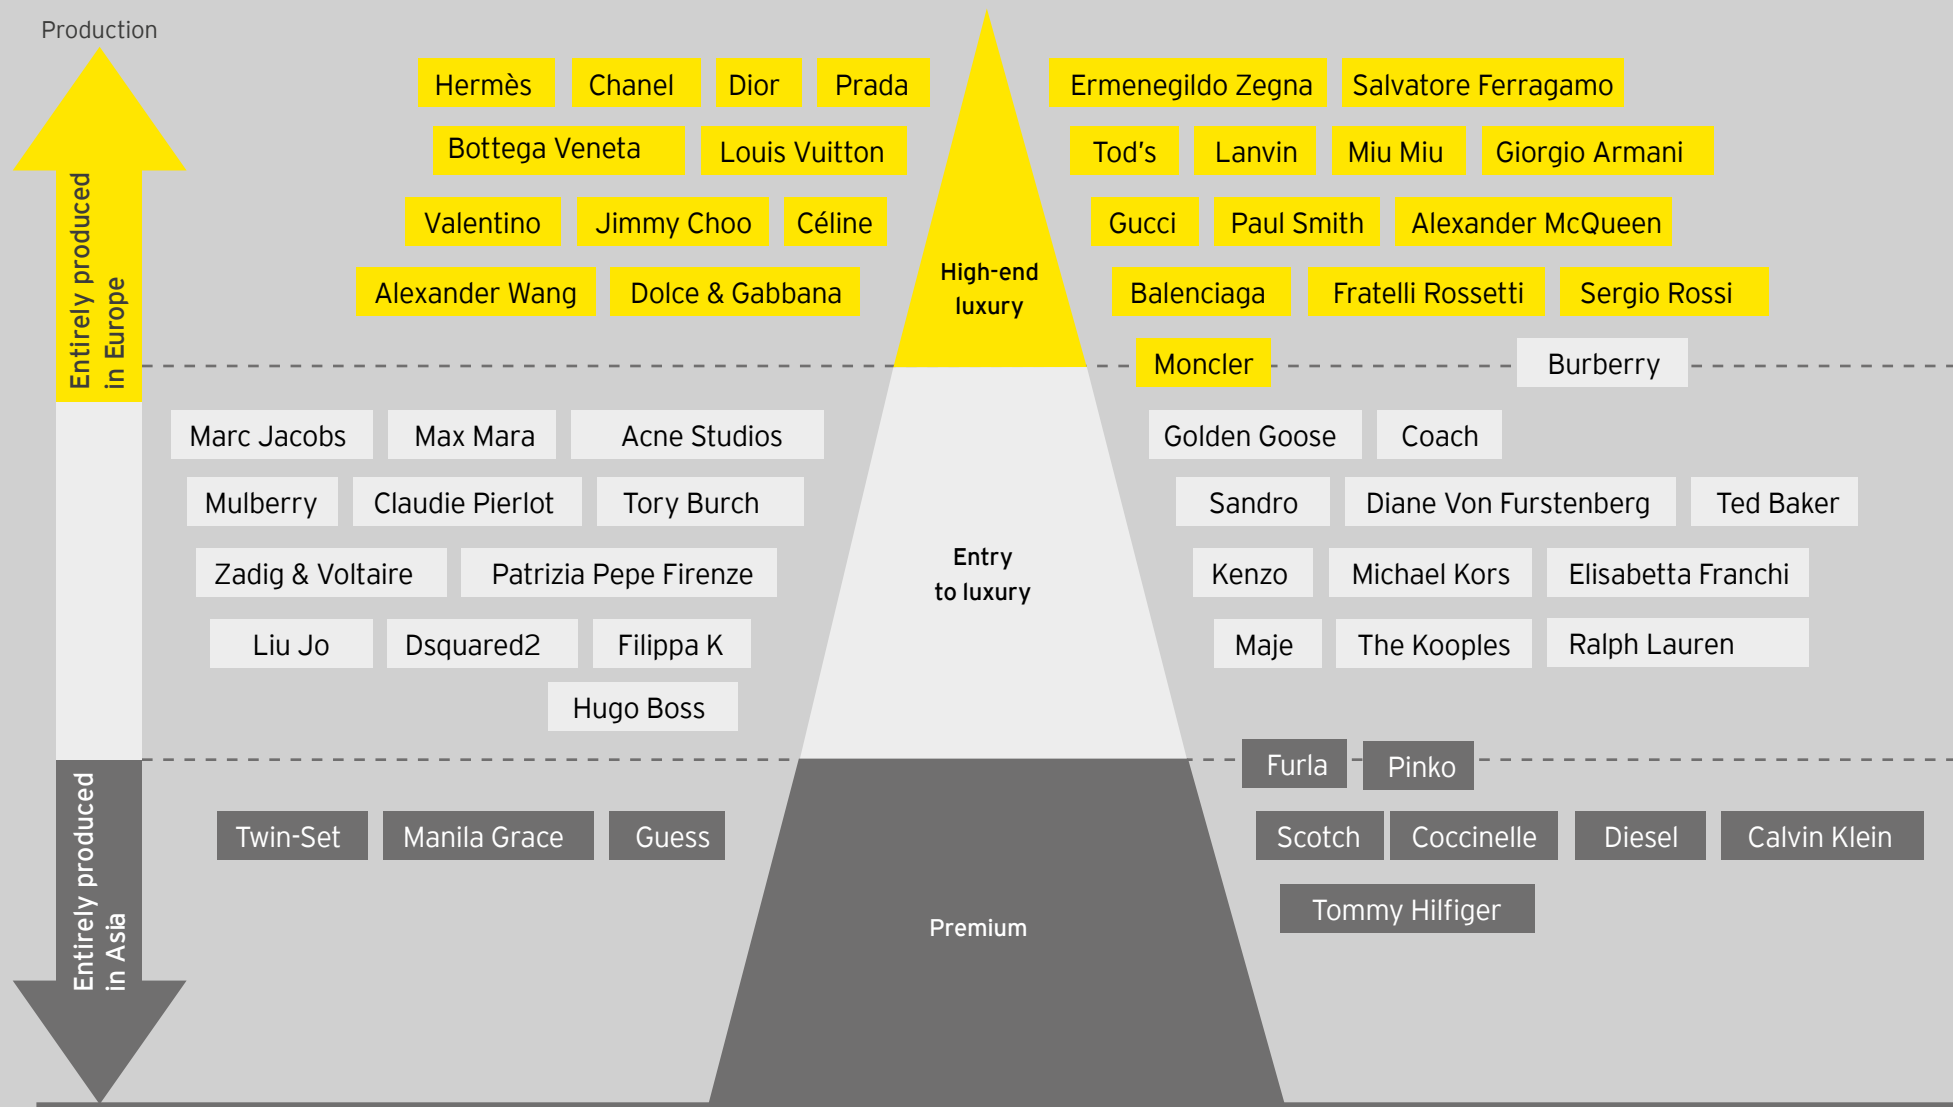 Production
Hermès Chanel Dior Prada Ermenegildo Zegna Salvatore Ferragamo
Bottega Veneta Louis Vuitton Tod's Lanvin Miu Miu Giorgio Armani
Valentino Jimmy Choo Céline Gucci Paul Smith Alexander McQueen
Alexander Wang Dolce & Gabbana Balenciaga Fratelli Rossetti Sergio Rossi
High-end
luxury
Entirely produced
in Europe
Moncler Burberry
Marc Jacobs Max Mara Acne Studios Golden Goose Coach
Mulberry Claudie Pierlot Tory Burch Sandro Diane Von Furstenberg Ted Baker
Zadig & Voltaire Patrizia Pepe Firenze Kenzo Michael Kors Elisabetta Franchi
Entry
to luxury
Liu Jo Dsquared2 Filippa K Maje The Kooples Ralph Lauren
Hugo Boss
Furla Pinko
Twin-Set Manila Grace Guess Scotch Coccinelle Diesel Calvin Klein
Tommy Hilfiger
Premium
Entirely produced
in Asia